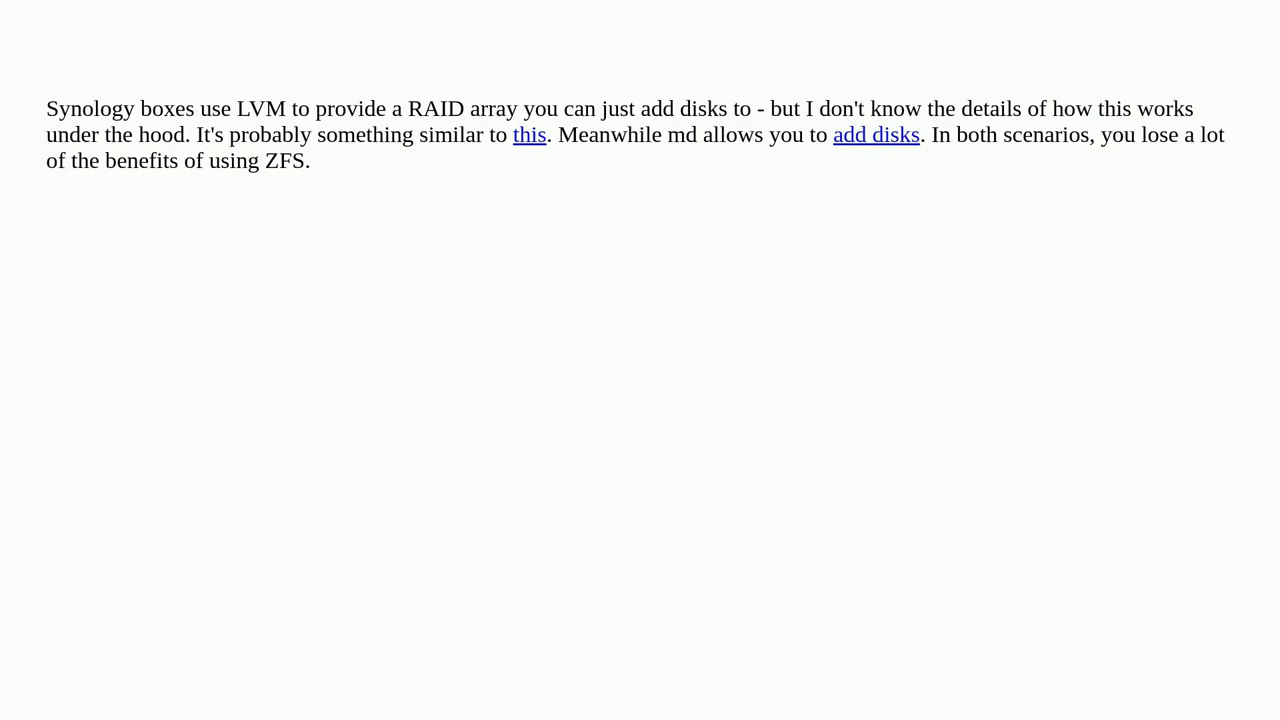 Synology boxes use LVM to provide a RAID array you can just add disks to - but I don't know the details of how this works
under the hood. It's probably something similar to this. Meanwhile md allows you to add disks. In both scenarios, you lose a lot
of the benefits of using ZFS.